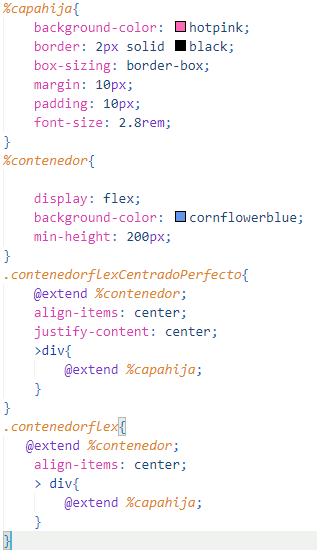 %capahija{
    background-color: hotpink;
    border: 2px solid black;
    box-sizing: border-box;
    margin: 10px;
    padding: 10px;
    font-size: 2.8rem;
}
%contenedor{

    display: flex;
    background-color: cornflowerblue;
    min-height: 200px;
}
.contenedorflexCentradoPerfecto{
    @extend %contenedor;
    align-items: center;
    justify-content: center;
    >div{
        @extend %capahija;
    }
}
.contenedorflex{
   @extend %contenedor;
    align-items: center;
    > div{
        @extend %capahija;
    }
}